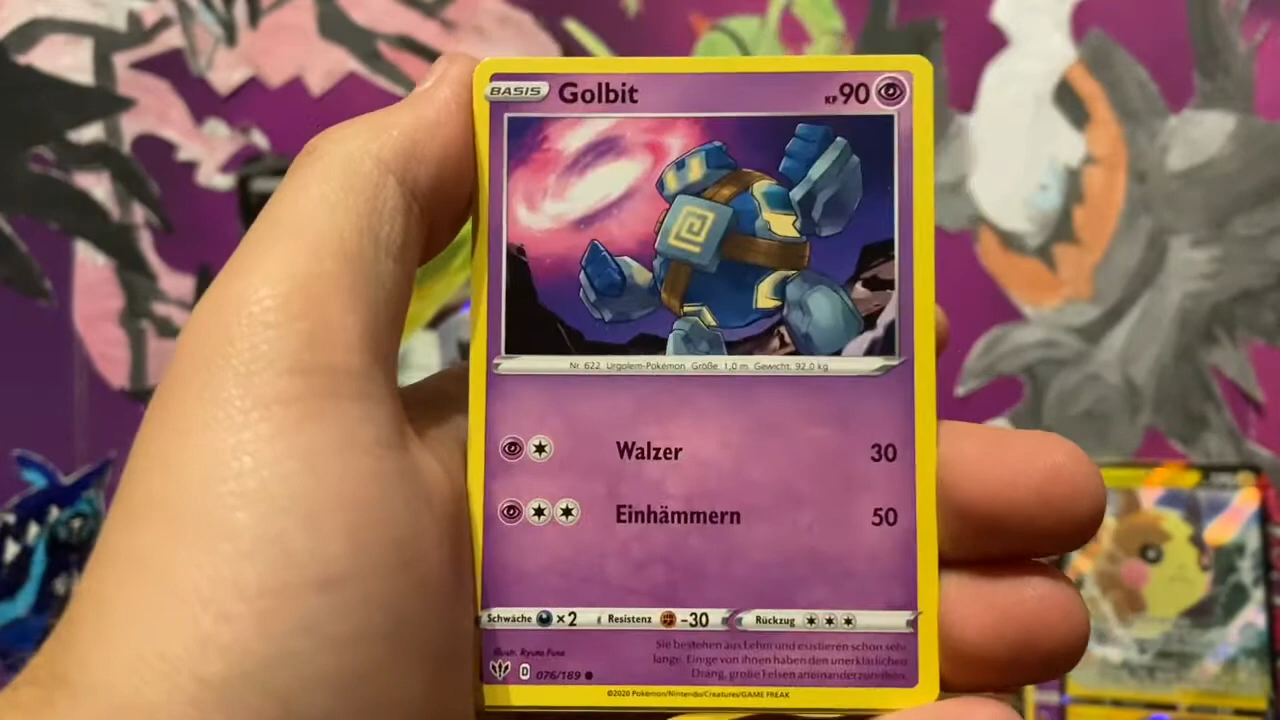 BASIS Golbit KP 90
Nr. 622 Urgolem-Pokémon Größe: 1,0 m Gewicht: 92,0 kg
Walzer 30
Einhämmern 50
Schwäche ×2 Resistenz -30 Rückzug
Illustr. Ryuta Fuse
Sie bestehen aus Lehm und existieren schon sehr
lange. Einige von ihnen haben den unerklärlichen
Drang, große Felsen aneinanderzureihen.
D 076/189
©2020 Pokémon/Nintendo/Creatures/GAME FREAK